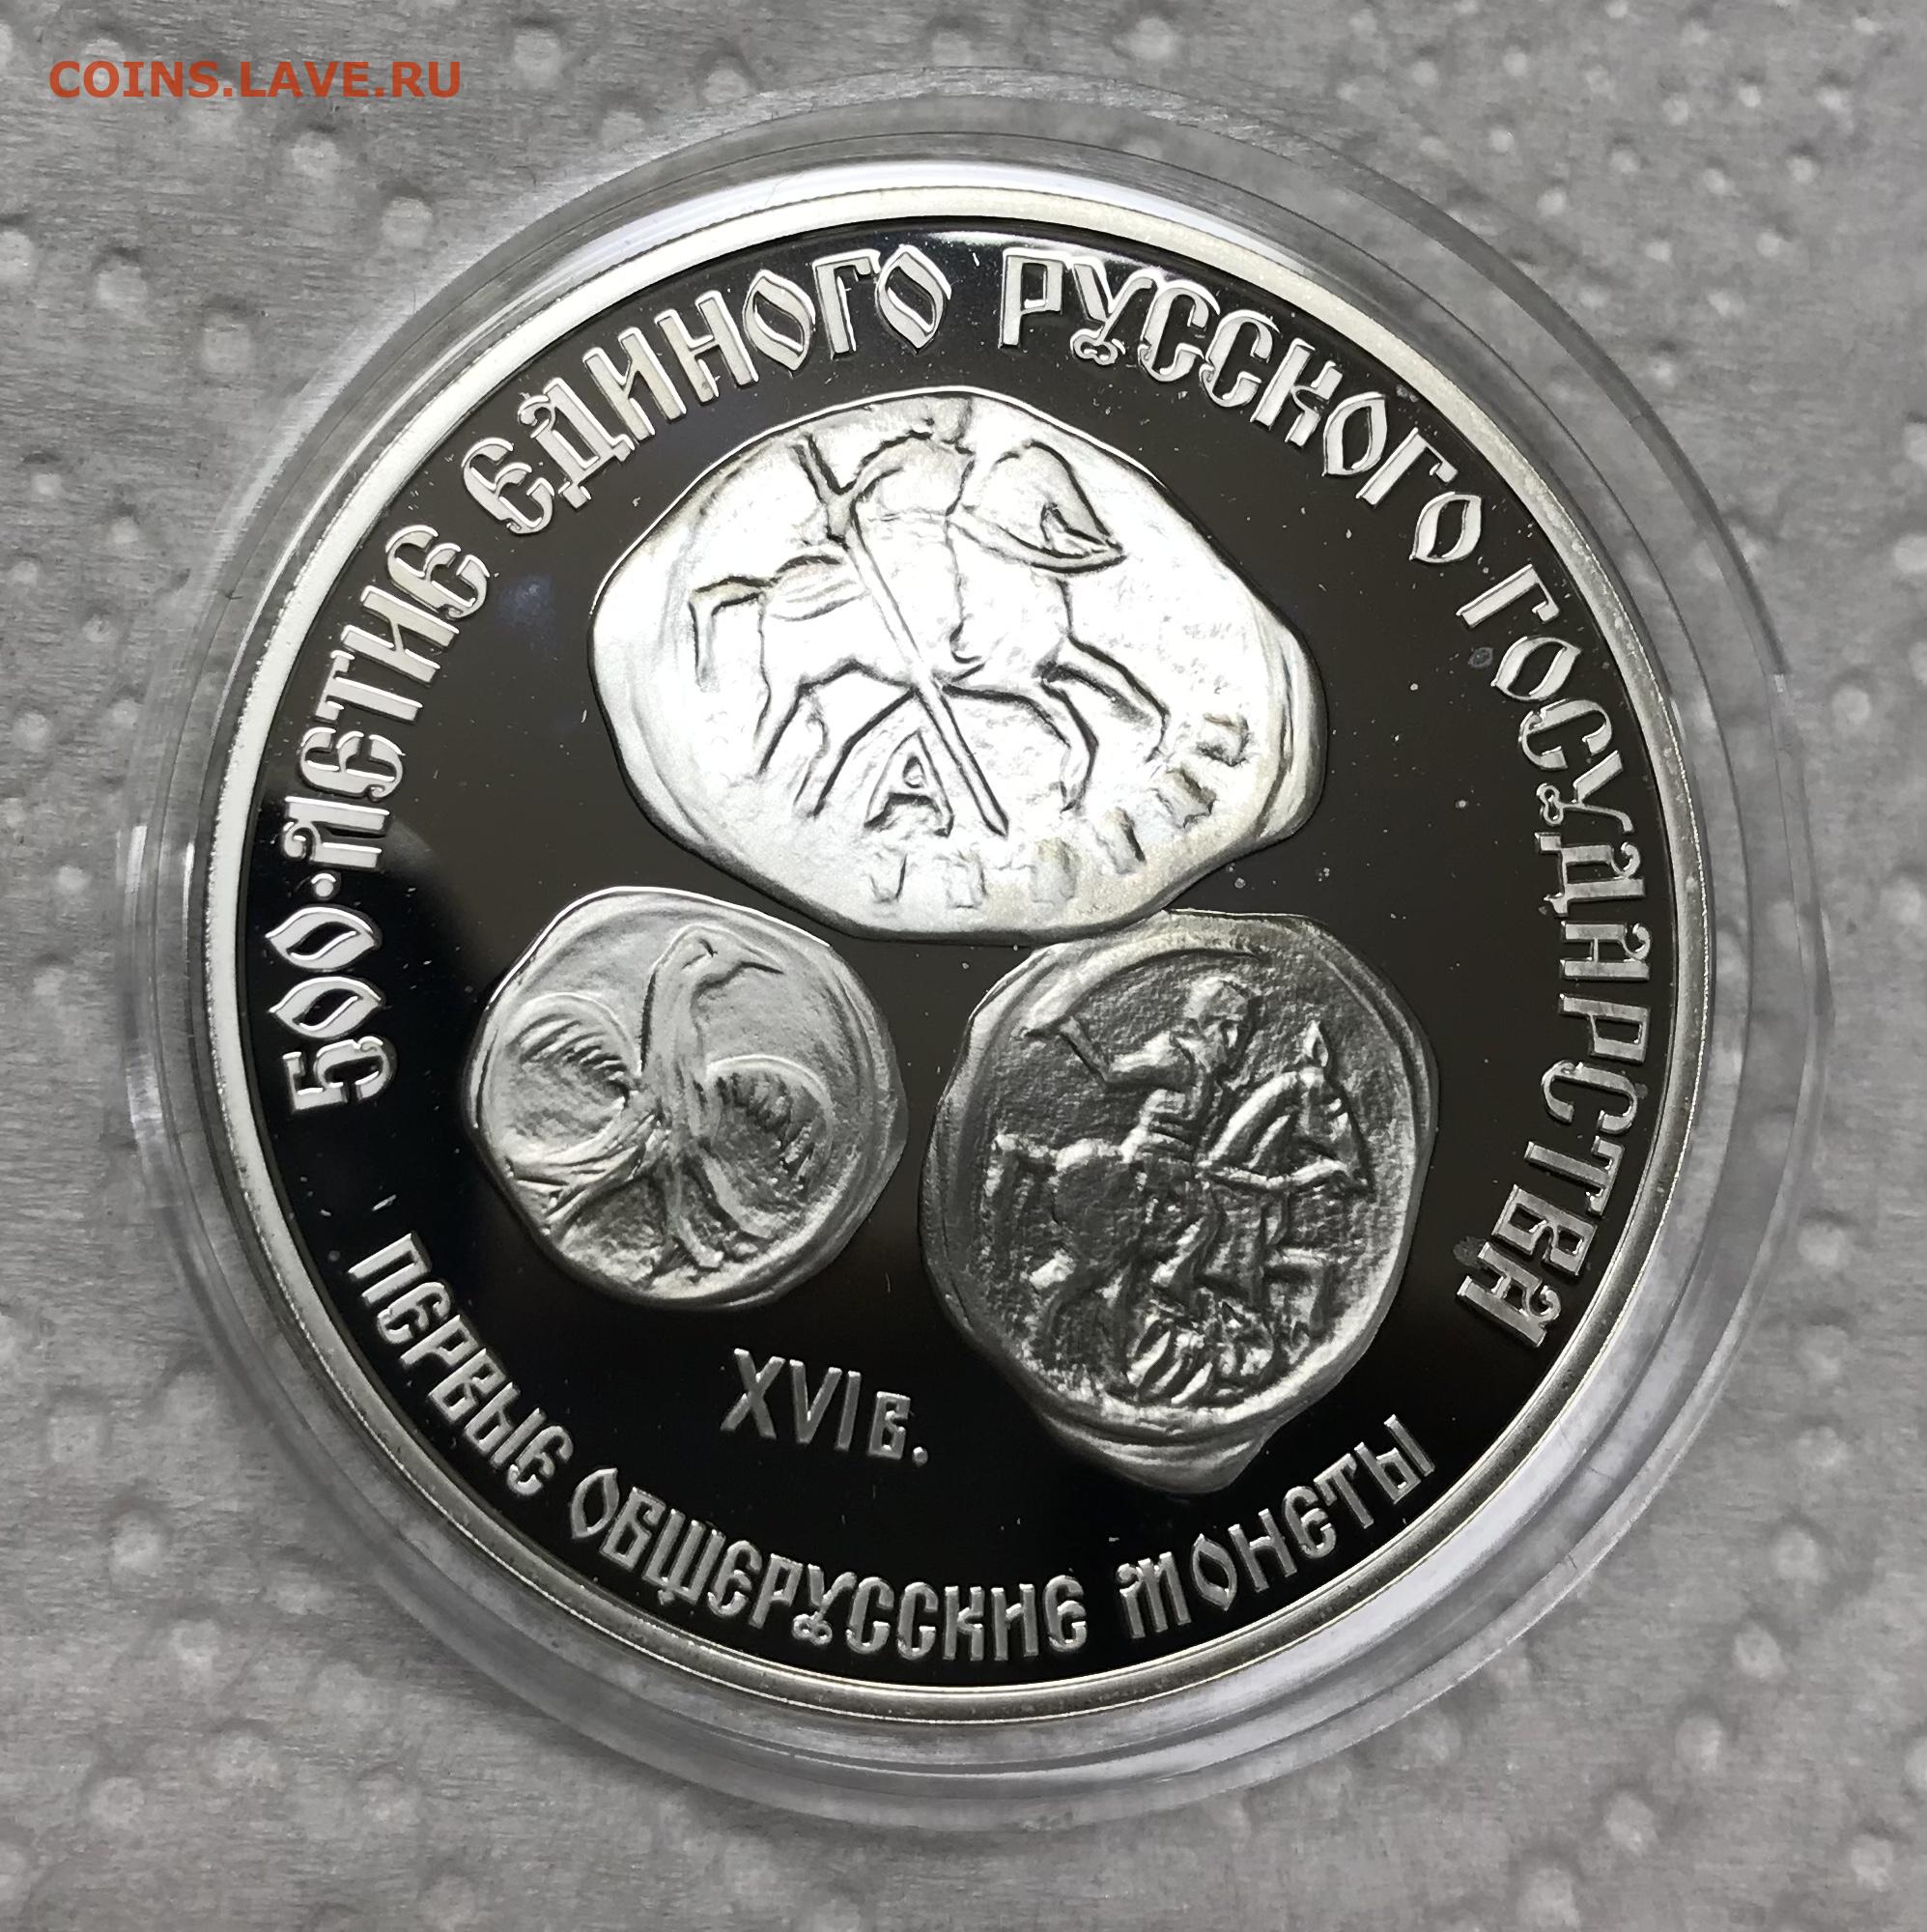 COINS.LAVE.RU
500-ЛЕТИЕ ЕДИНОГО РУССКОГО ГОСУДАРСТВА
XVI в.
ПЕРВЫЕ ОБЩЕРУССКИЕ МОНЕТЫ